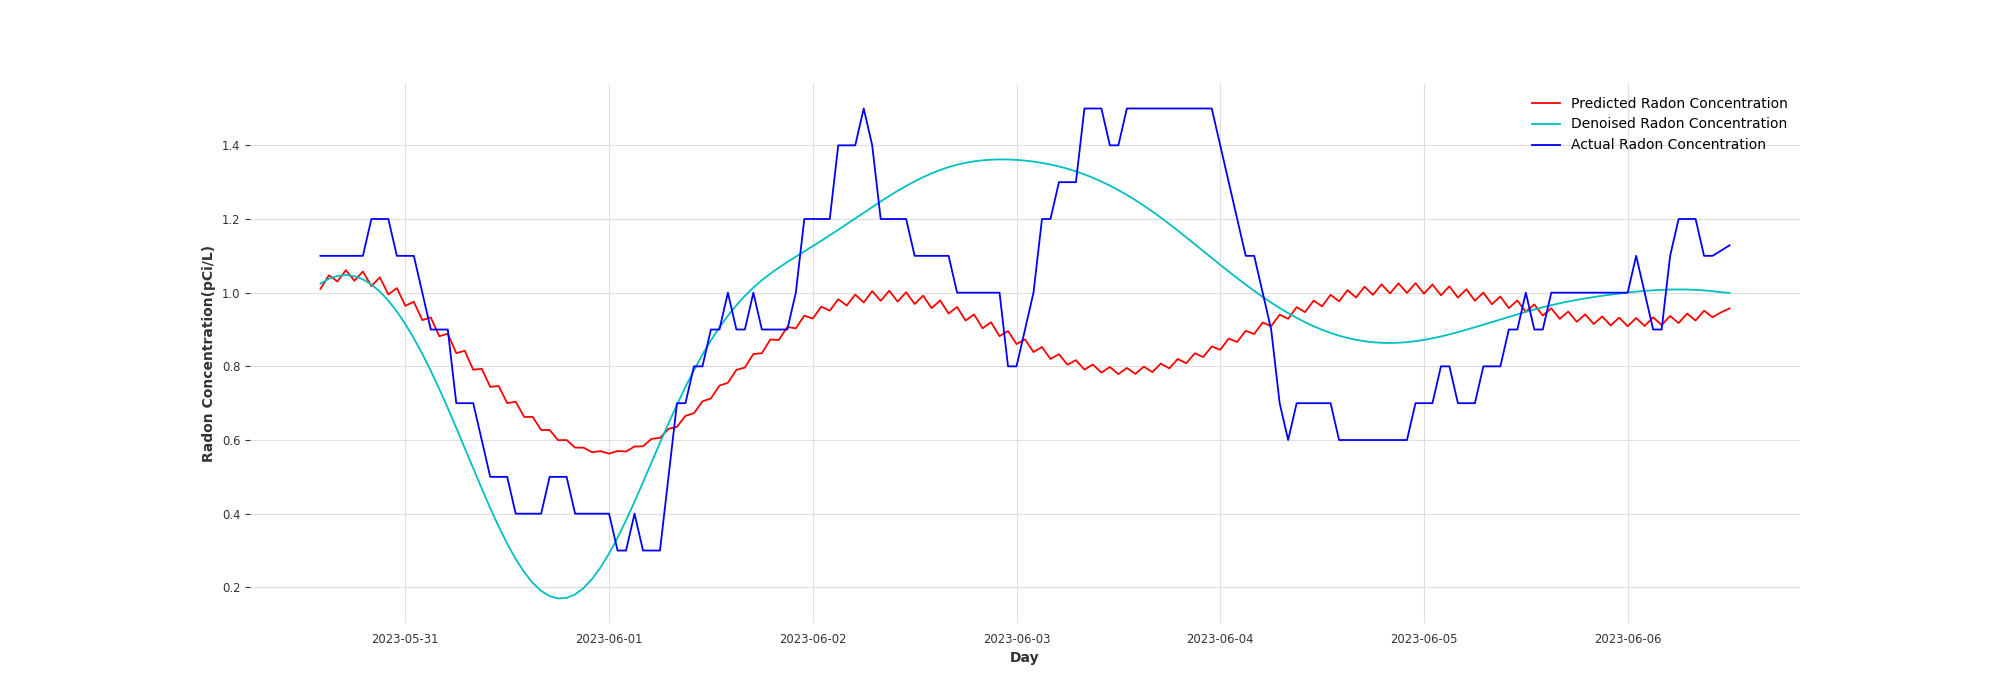 Predicted Radon Concentration
Denoised Radon Concentration
Actual Radon Concentration
Radon Concentration(pCi/L)
1.4
1.2
1.0
0.8
0.6
0.4
0.2
2023-05-31 2023-06-01 2023-06-02 2023-06-03 2023-06-04 2023-06-05 2023-06-06
Day